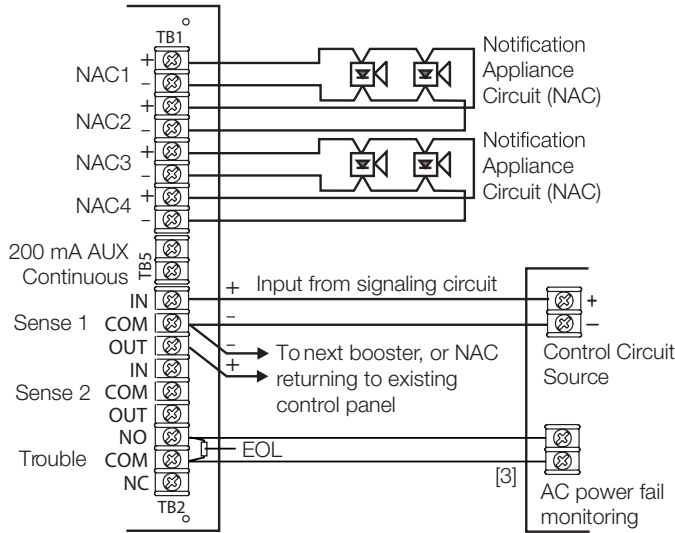 TB1
NAC1 + –
NAC2 + –
NAC3 + –
NAC4 + –
Notification
Appliance
Circuit (NAC)
Notification
Appliance
Circuit (NAC)
200 mA AUX
Continuous
TB5
IN
Sense 1 COM
OUT
IN
Sense 2 COM
OUT
NO
Trouble COM
NC
TB2
+ Input from signaling circuit +
– –
Control Circuit
Source
– To next booster, or NAC
+ returning to existing
control panel
EOL
[3]
AC power fail
monitoring